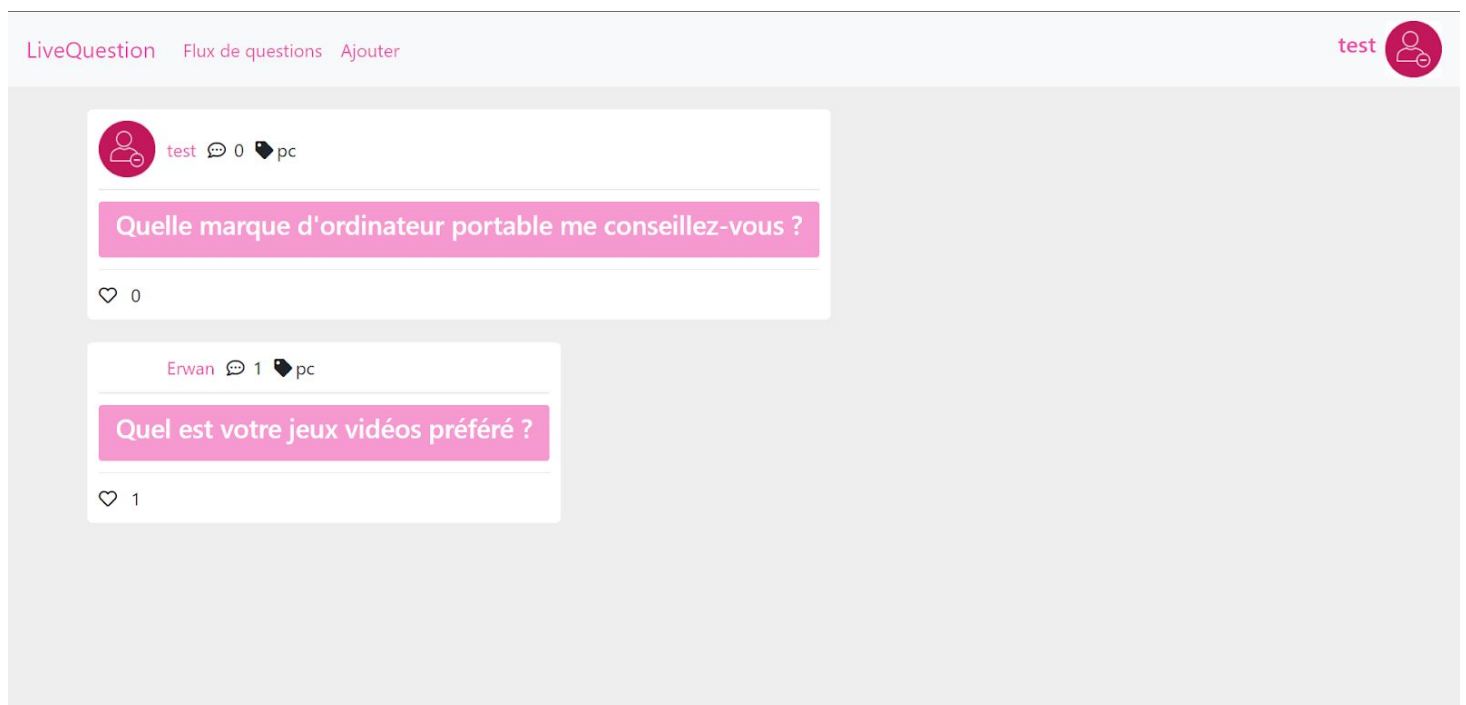 LiveQuestion Flux de questions Ajouter test
test 0 pc
Quelle marque d'ordinateur portable me conseillez-vous ?
0
Erwan 1 pc
Quel est votre jeux vidéos préféré ?
1